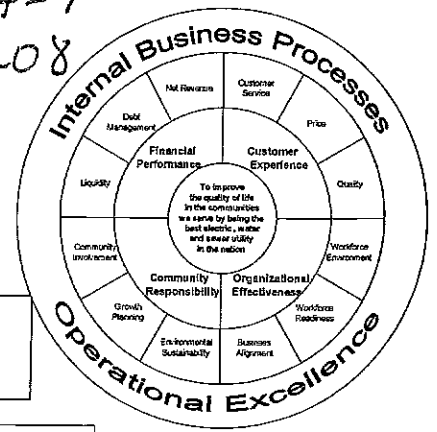 08
Internal Business Processes
Net Revenue
Customer
Service
Debt
Management
Price
Financial
Performance
Customer
Experience
Liquidity
Quality
To improve
the quality of life
in the communities
we serve by being the
best electric, water
and sewer utility
in the nation
Community
Involvement
Workforce
Environment
Community
Responsibility
Organizational
Effectiveness
Growth
Planning
Workforce
Readiness
Environmental
Sustainability
Business
Alignment
Operational Excellence